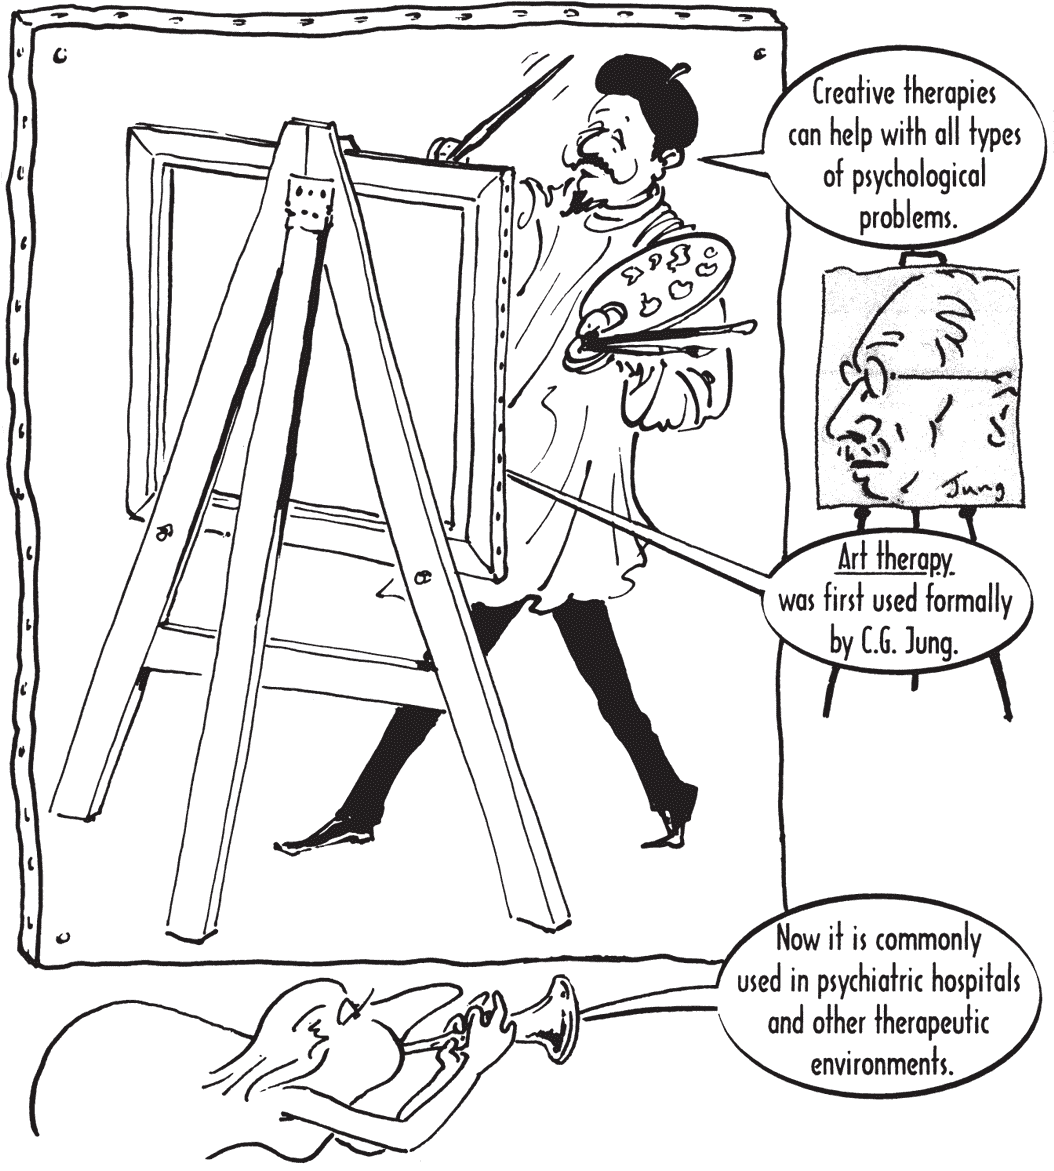 Creative therapies
can help with all types
of psychological
problems.
Jung
Art therapy
was first used formally
by C.G. Jung.
Now it is commonly
used in psychiatric hospitals
and other therapeutic
environments.